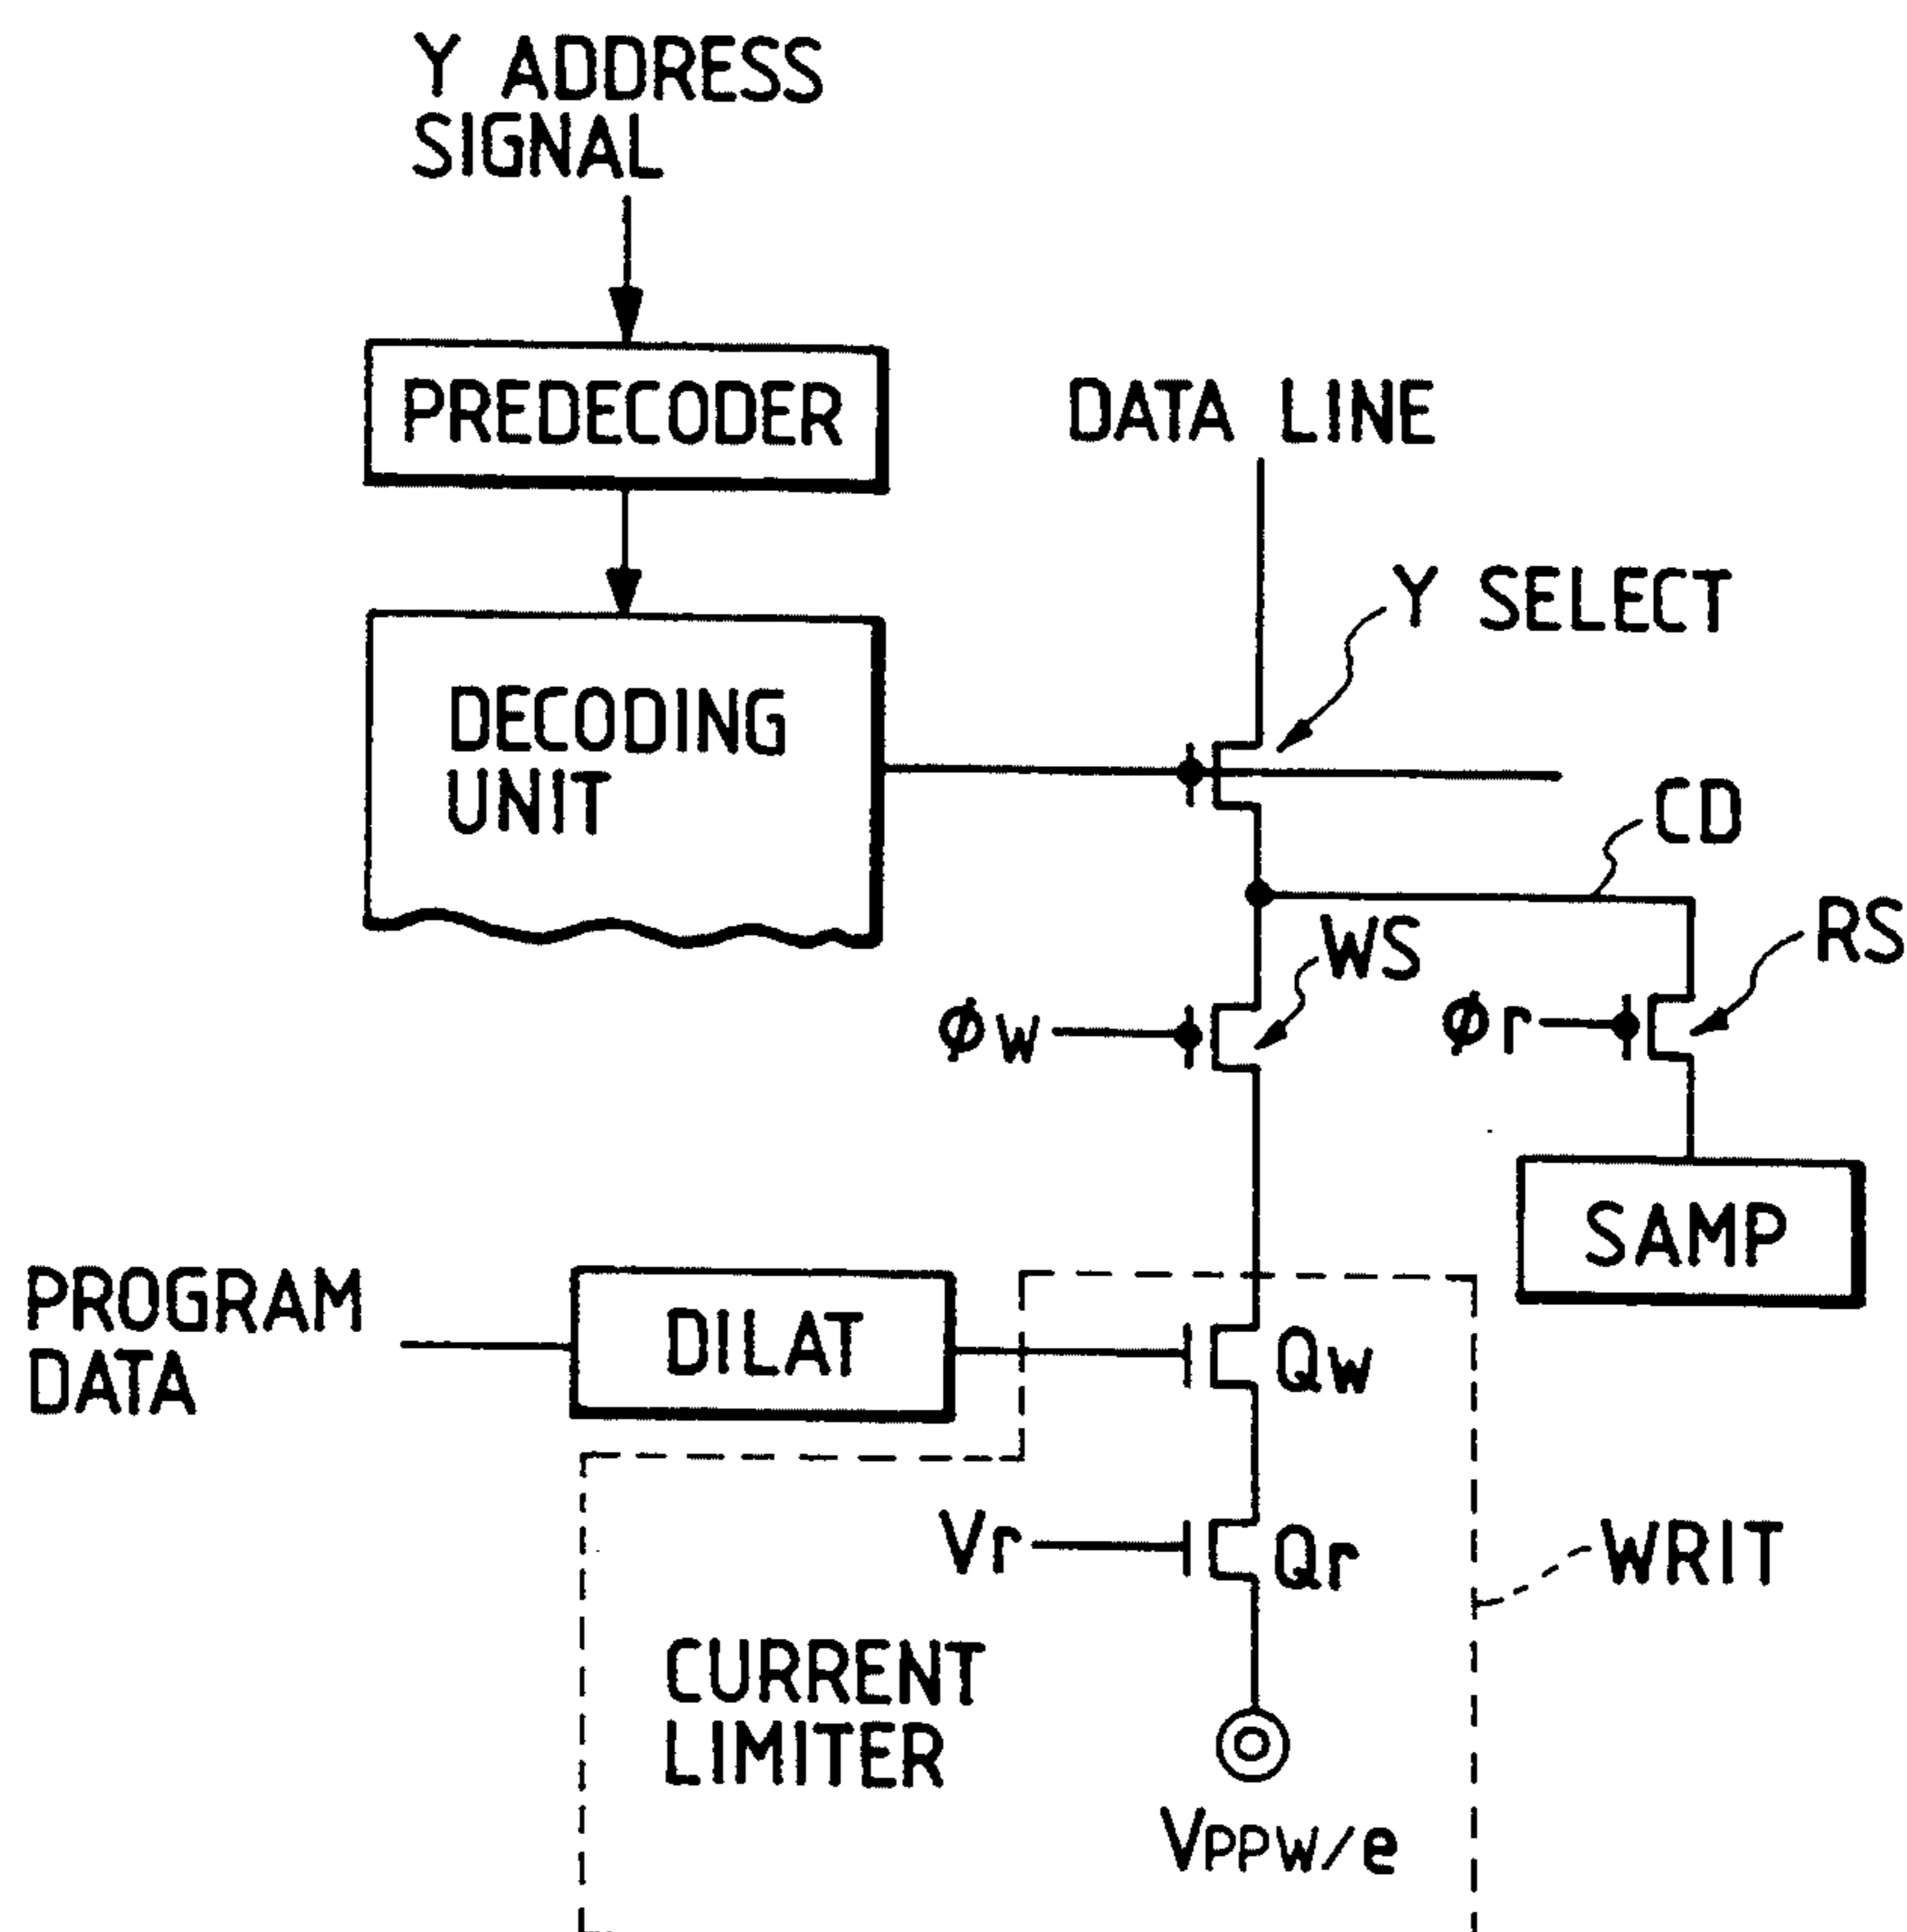 Y ADDRESS
SIGNAL
PREDECODER
DATA LINE
Y SELECT
DECODING
UNIT
CD
RS
WS
ϕw
ϕr
SAMP
PROGRAM
DATA
DILAT
Qw
Vr
Qr
WRIT
CURRENT
LIMITER
VPPW/e